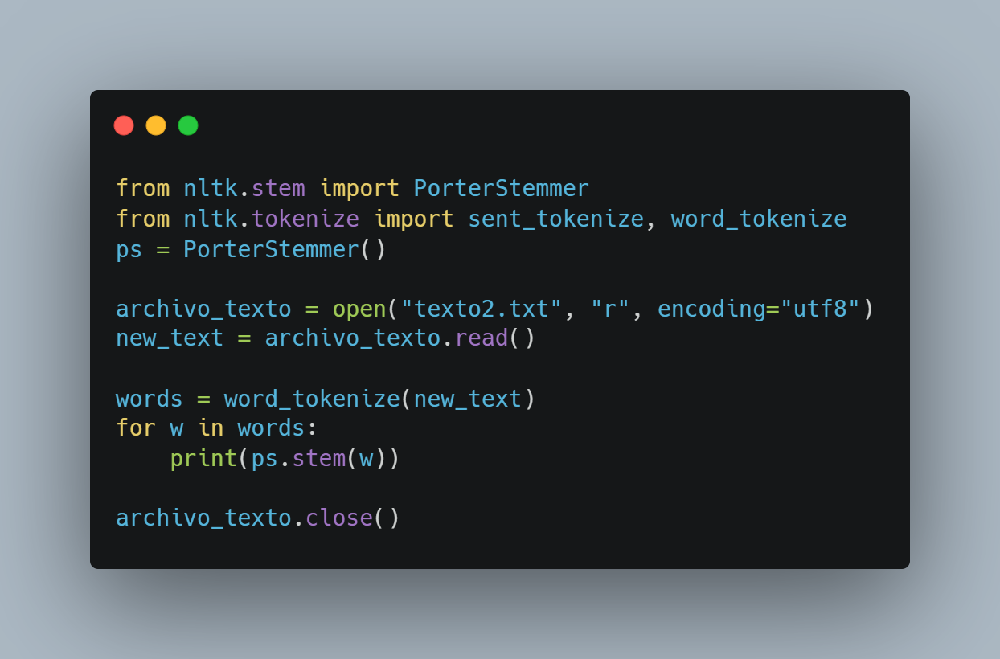 from nltk.stem import PorterStemmer
from nltk.tokenize import sent_tokenize, word_tokenize
ps = PorterStemmer()

archivo_texto = open("texto2.txt", "r", encoding="utf8")
new_text = archivo_texto.read()

words = word_tokenize(new_text)
for w in words:
    print(ps.stem(w))

archivo_texto.close()